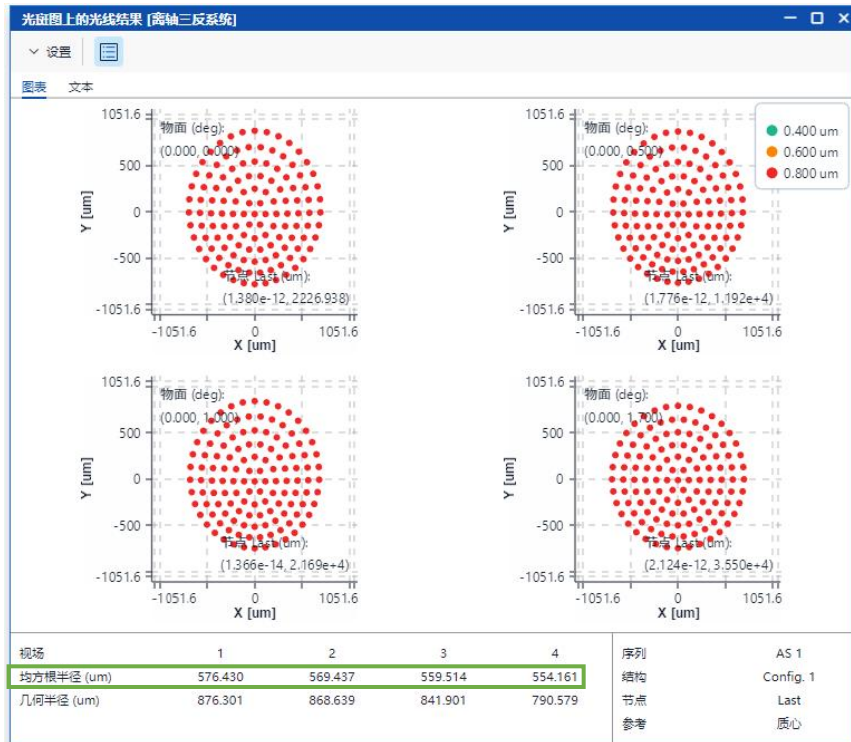 光斑图上的光线结果 [离轴三反系统]
设置
图表 文本
1051.6
500
0
-500
-1051.6
Y [um]
物面 (deg):
(0.000, 0.000)
节点 Last (um):
(1.380e-12, 2226.938)
-1051.6 0 1051.6
X [um]
1051.6
500
0
-500
-1051.6
Y [um]
物面 (deg):
(0.000, 0.500)
节点 Last (um):
(1.776e-12, 1.192e+4)
-1051.6 0 1051.6
X [um]
0.400 um
0.600 um
0.800 um
1051.6
500
0
-500
-1051.6
Y [um]
物面 (deg):
(0.000, 1.000)
节点 Last (um):
(1.366e-14, 2.169e+4)
-1051.6 0 1051.6
X [um]
1051.6
500
0
-500
-1051.6
Y [um]
物面 (deg):
(0.000, 1.700)
节点 Last (um):
(2.124e-12, 3.550e+4)
-1051.6 0 1051.6
X [um]
视场 1 2 3 4
均方根半径 (um) 576.430 569.437 559.514 554.161
几何半径 (um) 876.301 868.639 841.901 790.579
序列 AS 1
结构 Config. 1
节点 Last
参考 质心